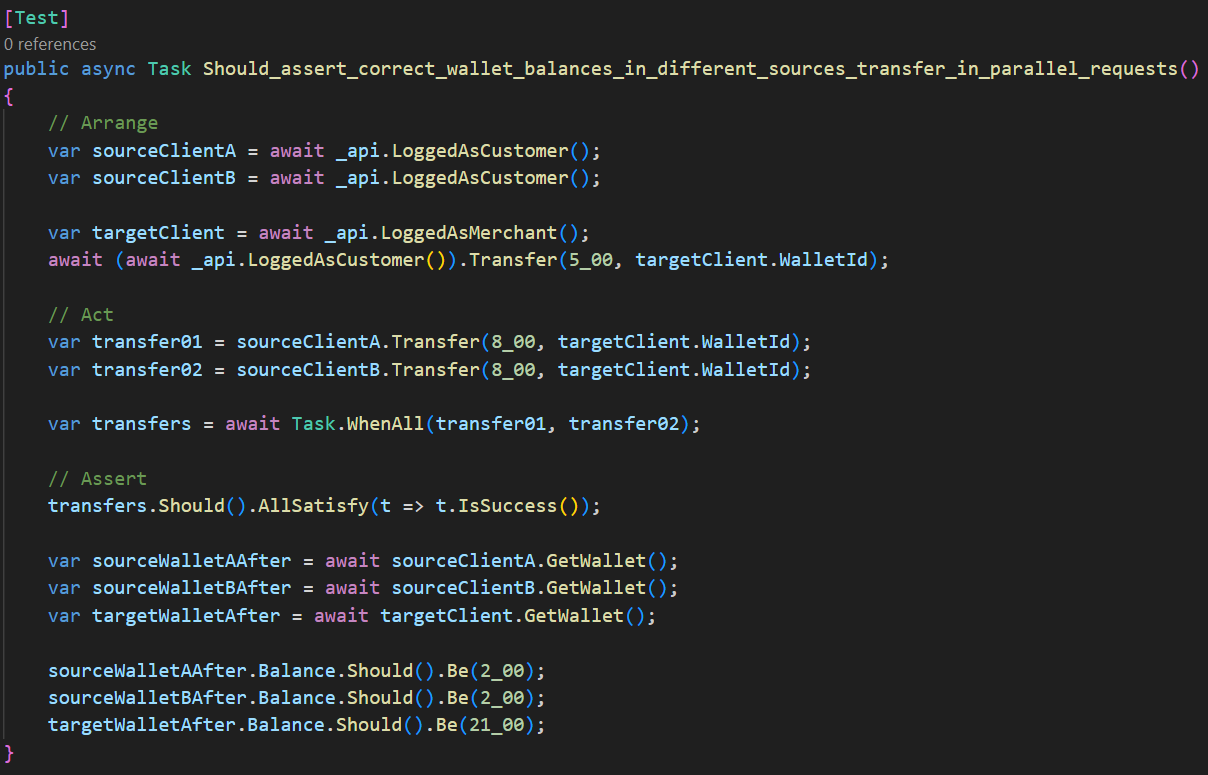 [Test]
0 references
public async Task Should_assert_correct_wallet_balances_in_different_sources_transfer_in_parallel_requests()
{
    // Arrange
    var sourceClientA = await _api.LoggedAsCustomer();
    var sourceClientB = await _api.LoggedAsCustomer();

    var targetClient = await _api.LoggedAsMerchant();
    await (await _api.LoggedAsCustomer()).Transfer(5_00, targetClient.WalletId);

    // Act
    var transfer01 = sourceClientA.Transfer(8_00, targetClient.WalletId);
    var transfer02 = sourceClientB.Transfer(8_00, targetClient.WalletId);

    var transfers = await Task.WhenAll(transfer01, transfer02);

    // Assert
    transfers.Should().AllSatisfy(t => t.IsSuccess());

    var sourceWalletAAfter = await sourceClientA.GetWallet();
    var sourceWalletBAfter = await sourceClientB.GetWallet();
    var targetWalletAfter = await targetClient.GetWallet();

    sourceWalletAAfter.Balance.Should().Be(2_00);
    sourceWalletBAfter.Balance.Should().Be(2_00);
    targetWalletAfter.Balance.Should().Be(21_00);
}